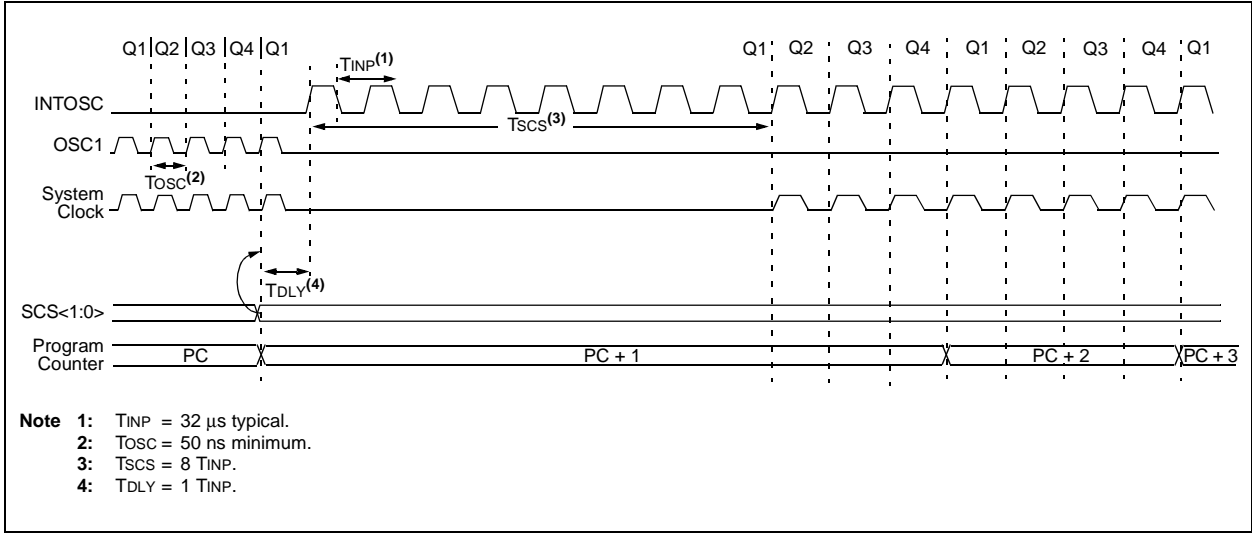 Q1 Q2 Q3 Q4 Q1 Q1 Q2 Q3 Q4 Q1 Q2 Q3 Q4 Q1
TINP(1)
INTOSC
TSCS(3)
OSC1
TOSC(2)
System
Clock
TDLY(4)
SCS<1:0>
Program
Counter
PC PC + 1 PC + 2 PC + 3
Note 1: TINP = 32 μs typical.
2: TOSC = 50 ns minimum.
3: TSCS = 8 TINP.
4: TDLY = 1 TINP.